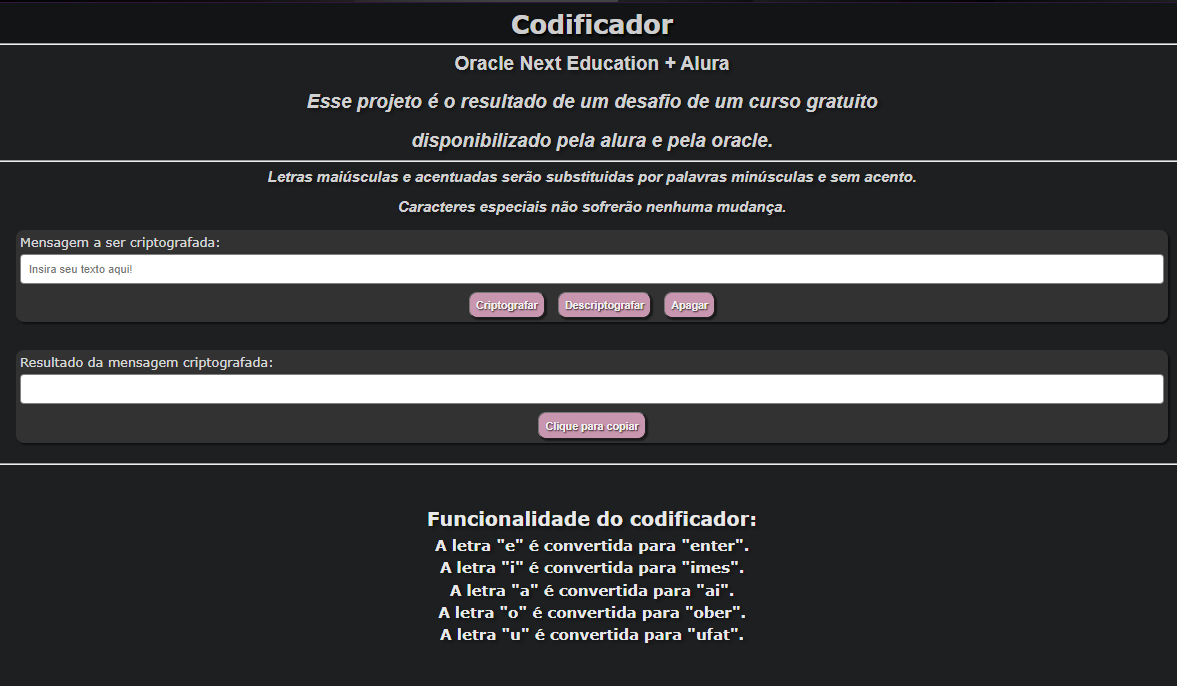 Codificador
Oracle Next Education + Alura
Esse projeto é o resultado de um desafio de um curso gratuito
disponibilizado pela alura e pela oracle.
Letras maiúsculas e acentuadas serão substituidas por palavras minúsculas e sem acento.
Caracteres especiais não sofrerão nenhuma mudança.
Mensagem a ser criptografada:
Insira seu texto aqui!
Criptografar Descriptografar Apagar
Resultado da mensagem criptografada:
Clique para copiar
Funcionalidade do codificador:
A letra "e" é convertida para "enter".
A letra "i" é convertida para "imes".
A letra "a" é convertida para "ai".
A letra "o" é convertida para "ober".
A letra "u" é convertida para "ufat".